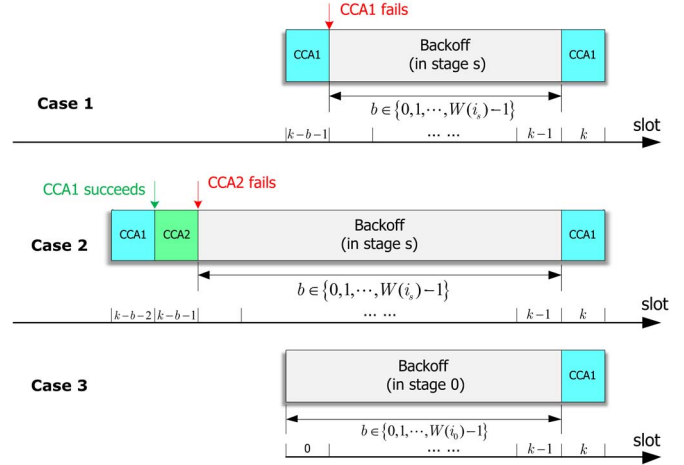 CCA1 fails
CCA1
Backoff
(in stage s)
CCA1
Case 1
b ∈ {0,1,⋯,W(i_s)−1}
slot
k−b−1
... ...
k−1
k
CCA1 succeeds
CCA2 fails
CCA1
CCA2
Backoff
(in stage s)
CCA1
Case 2
b ∈ {0,1,⋯,W(i_s)−1}
slot
k−b−2
k−b−1
... ...
k−1
k
Backoff
(in stage 0)
CCA1
Case 3
b ∈ {0,1,⋯,W(i_0)−1}
slot
0
... ...
k−1
k